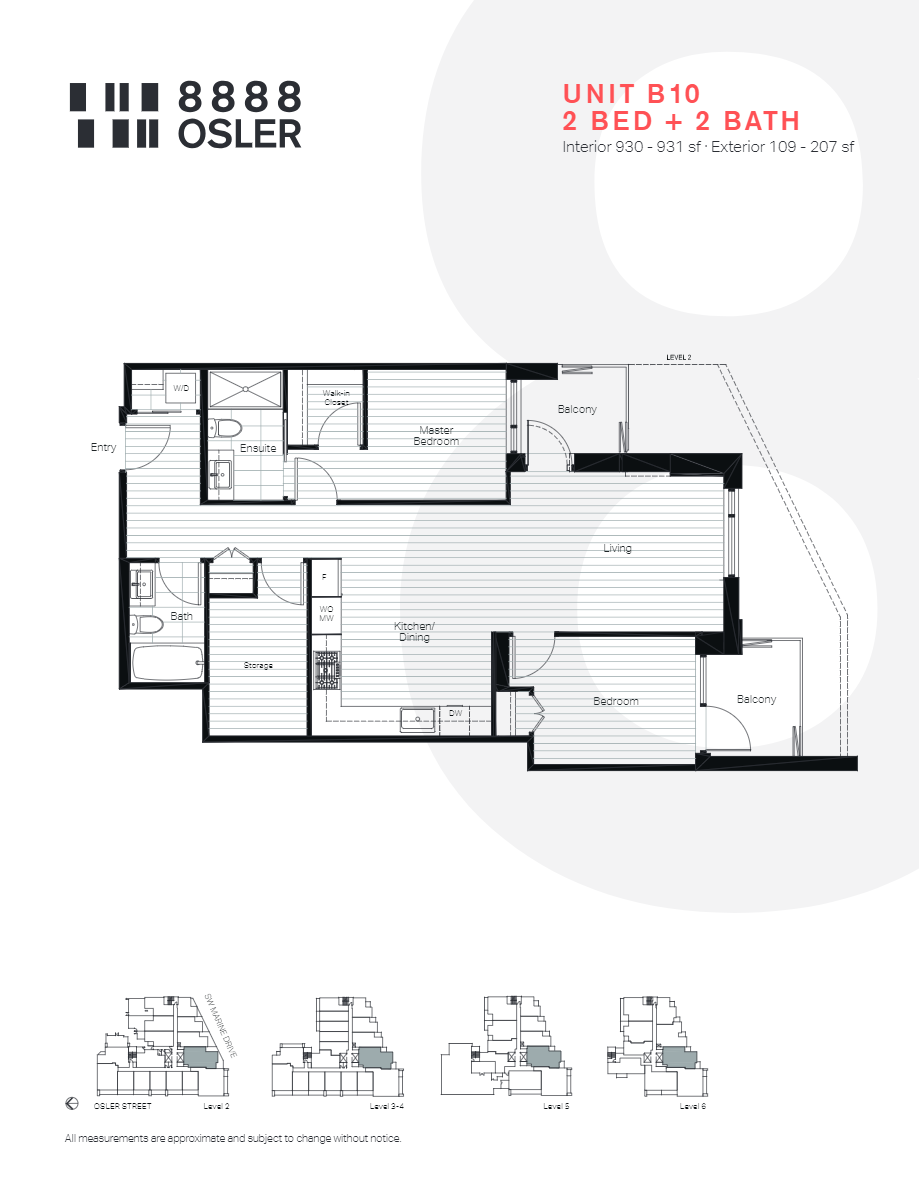 8888
OSLER
UNIT B10
2 BED + 2 BATH
Interior 930 - 931 sf · Exterior 109 - 207 sf
LEVEL 2
W/D
Walk-in
Closet
Balcony
Master
Bedroom
Entry
Ensuite
Living
F
WO
MW
Bath
Kitchen/
Dining
Storage
Bedroom
Balcony
DW
SW MARINE DRIVE
OSLER STREET
Level 2
Level 3-4
Level 5
Level 6
All measurements are approximate and subject to change without notice.